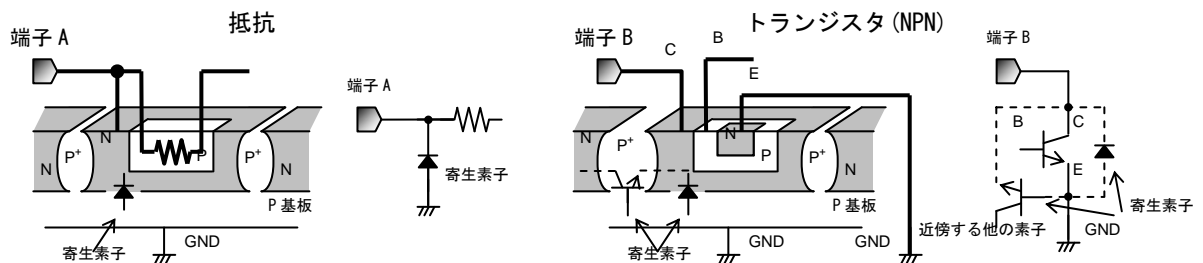 抵抗
端子 A
N
P+
N
P
P+
N
P 基板
寄生素子
GND
端子 A
寄生素子
トランジスタ (NPN)
端子 B
C
B
E
N
P+
N
N
P
P+
N
P 基板
寄生素子
GND
GND
端子 B
B
C
E
寄生素子
近傍する他の素子
GND